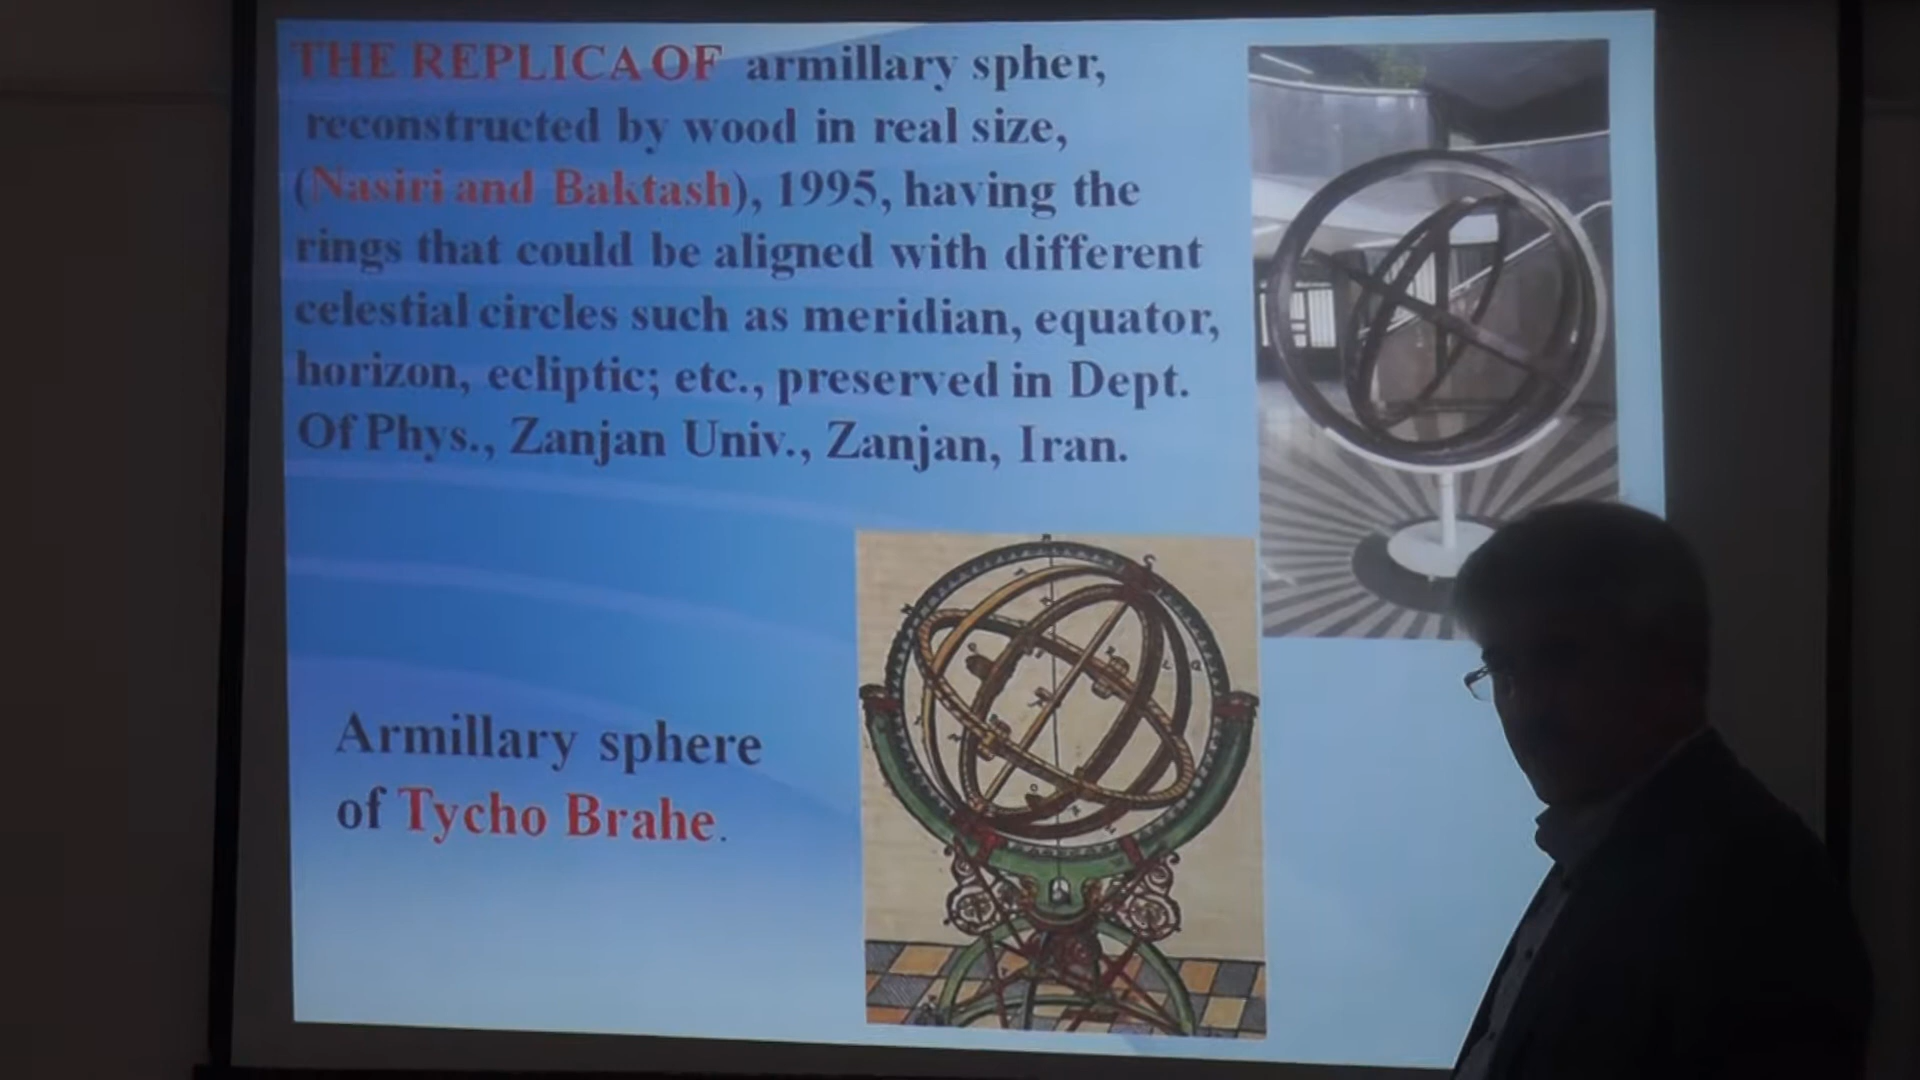 THE REPLICA OF armillary spher,
reconstructed by wood in real size,
(Nasiri and Baktash), 1995, having the
rings that could be aligned with different
celestial circles such as meridian, equator,
horizon, ecliptic; etc., preserved in Dept.
Of Phys., Zanjan Univ., Zanjan, Iran.
Armillary sphere
of Tycho Brahe.